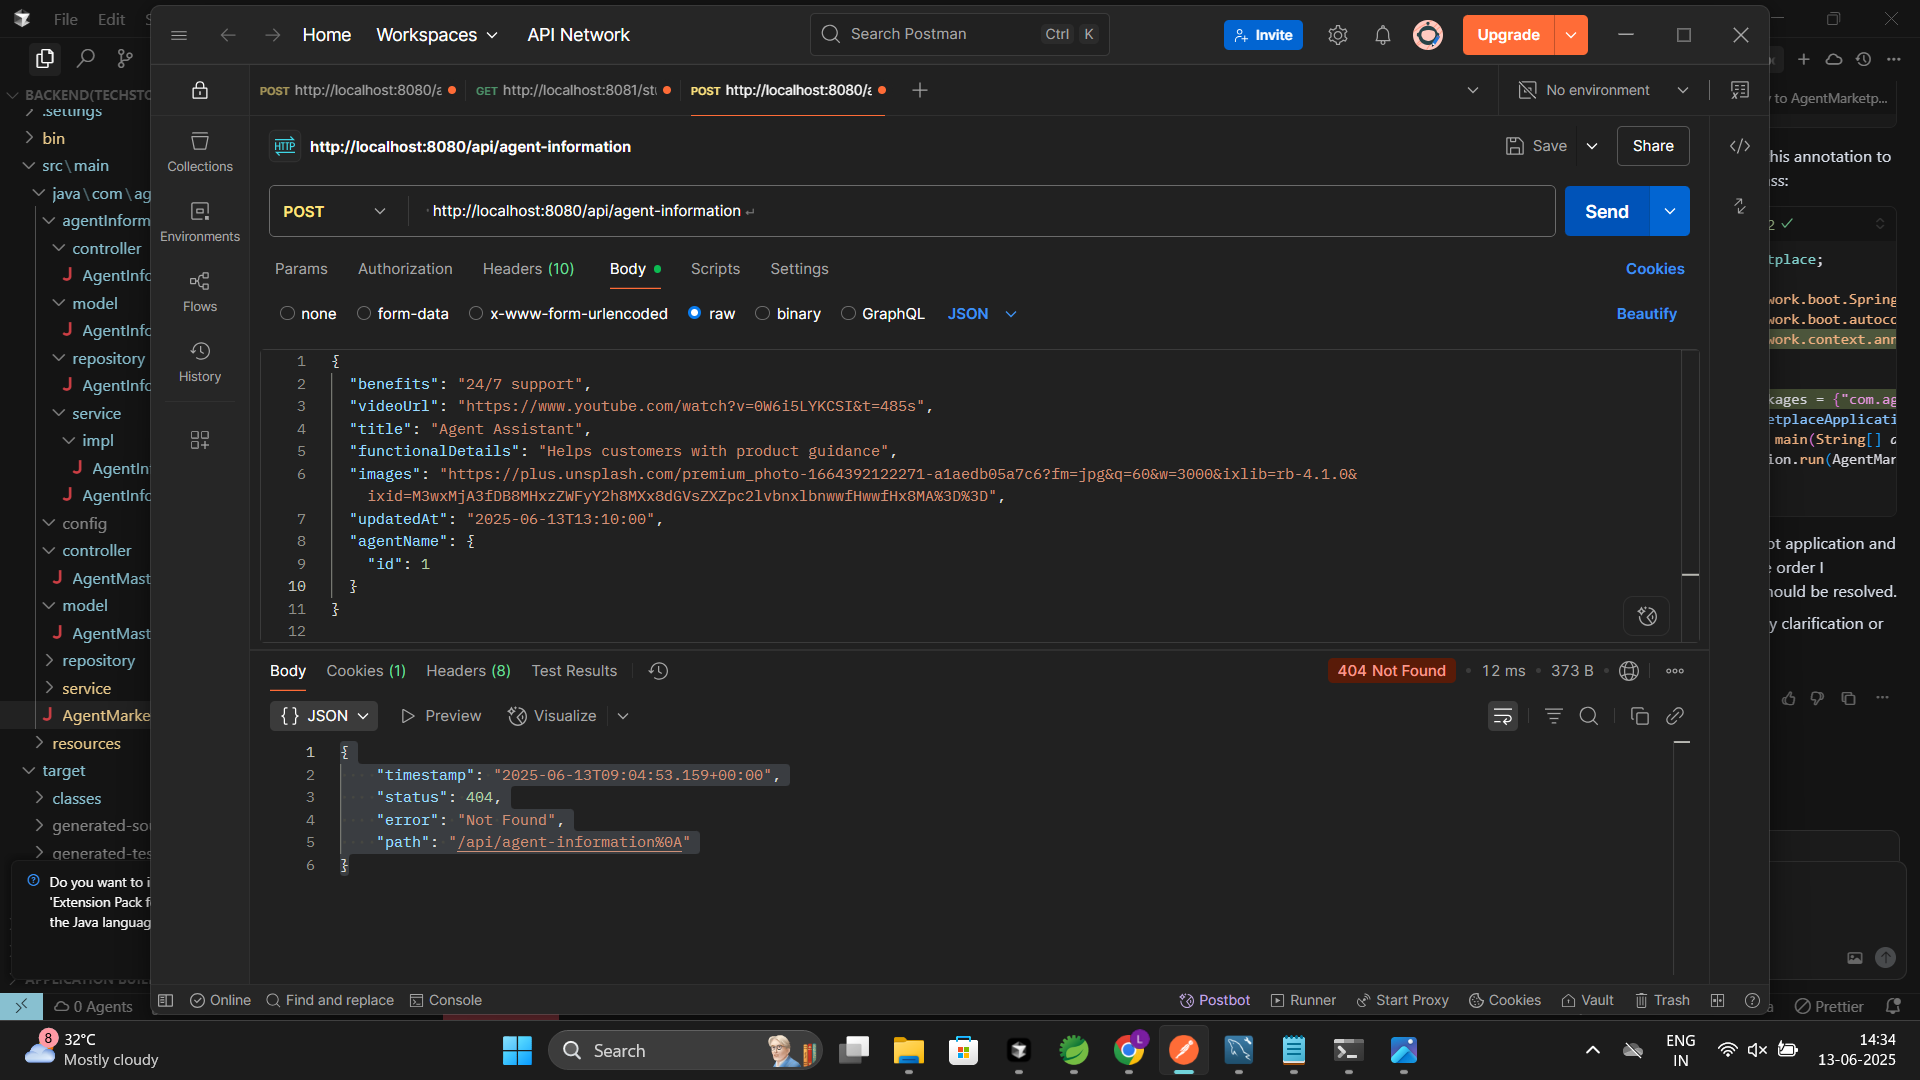 File Edit
Home Workspaces API Network
Search Postman Ctrl K
Invite
Upgrade
BACKEND(TECHSTO
.settings
bin
src\main
java\com\ag
agentInform
controller
AgentInfo
model
AgentInfo
repository
AgentInfo
service
impl
AgentIn
AgentInfo
config
controller
AgentMast
model
AgentMast
repository
service
AgentMarke
resources
target
classes
generated-sou
generated-tes
Do you want to i
'Extension Pack f
the Java languag
APPLICATION BUIL
0 Agents
Collections
Environments
Flows
History
POST http://localhost:8080/a
GET http://localhost:8081/stu
POST http://localhost:8080/a
No environment
HTTP http://localhost:8080/api/agent-information
Save Share
POST http://localhost:8080/api/agent-information
Send
Params Authorization Headers (10) Body Scripts Settings
Cookies
none form-data x-www-form-urlencoded raw binary GraphQL JSON
Beautify
1 {
2 "benefits": "24/7 support",
3 "videoUrl": "https://www.youtube.com/watch?v=0W6i5LYKCSI&t=485s",
4 "title": "Agent Assistant",
5 "functionalDetails": "Helps customers with product guidance",
6 "images": "https://plus.unsplash.com/premium_photo-1664392122271-a1aedb05a7c6?fm=jpg&q=60&w=3000&ixlib=rb-4.1.0&
ixid=M3wxMjA3fDB8MHxzZWFyY2h8MXx8dGVsZXZpc2lvbnxlbnwwfHwwfHx8MA%3D%3D",
7 "updatedAt": "2025-06-13T13:10:00",
8 "agentName": {
9 "id": 1
10 }
11 }
12
Body Cookies (1) Headers (8) Test Results
404 Not Found 12 ms 373 B
{} JSON Preview Visualize
1 {
2 "timestamp": "2025-06-13T09:04:53.159+00:00",
3 "status": 404,
4 "error": "Not Found",
5 "path": "/api/agent-information%0A"
6 }
Online Find and replace Console
Postbot Runner Start Proxy Cookies Vault Trash
y to AgentMarketp...
his annotation to
ss:
2
tplace;
work.boot.Spring
work.boot.autoco
work.context.ann
kages = {"com.ag
etplaceApplicati
main(String[] a
ion.run(AgentMar
ot application and
e order I
hould be resolved.
y clarification or
Prettier
8
32°C
Mostly cloudy
Search
L
ENG
IN
14:34
13-06-2025